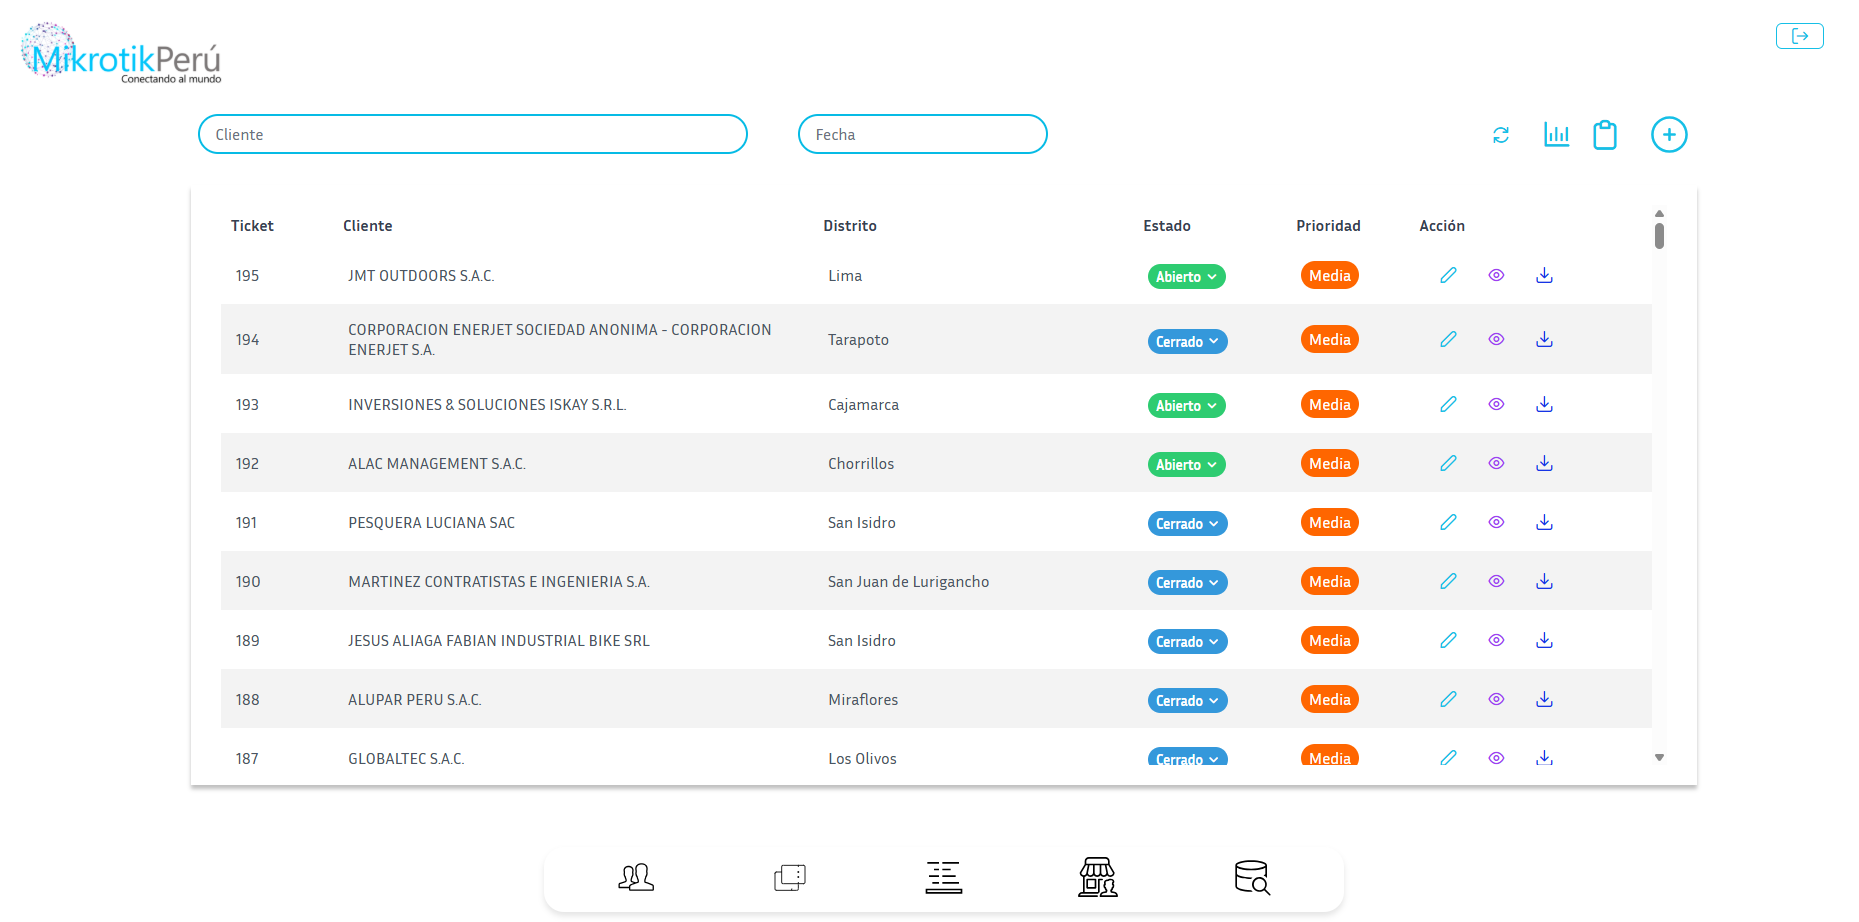 MikrotikPerú
Conectando al mundo
Cliente
Fecha
Ticket Cliente Distrito Estado Prioridad Acción
195 JMT OUTDOORS S.A.C. Lima Abierto Media
194 CORPORACION ENERJET SOCIEDAD ANONIMA - CORPORACION
ENERJET S.A. Tarapoto Cerrado Media
193 INVERSIONES & SOLUCIONES ISKAY S.R.L. Cajamarca Abierto Media
192 ALAC MANAGEMENT S.A.C. Chorrillos Abierto Media
191 PESQUERA LUCIANA SAC San Isidro Cerrado Media
190 MARTINEZ CONTRATISTAS E INGENIERIA S.A. San Juan de Lurigancho Cerrado Media
189 JESUS ALIAGA FABIAN INDUSTRIAL BIKE SRL San Isidro Cerrado Media
188 ALUPAR PERU S.A.C. Miraflores Cerrado Media
187 GLOBALTEC S.A.C. Los Olivos Cerrado Media